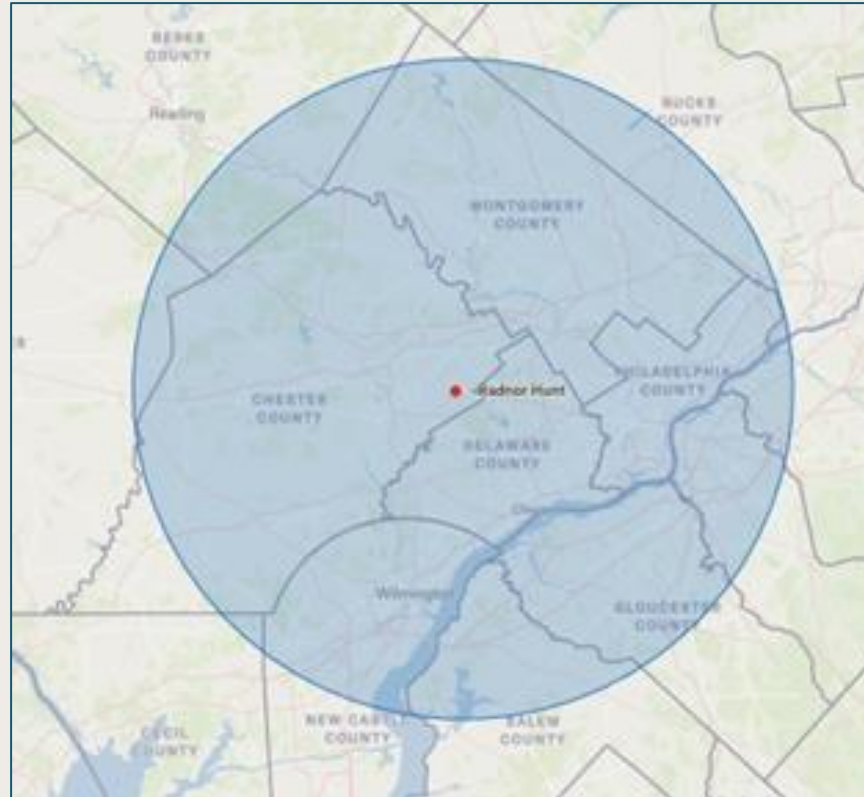 BERKS
COUNTY
Reading
BUCKS
COUNTY
MONTGOMERY
COUNTY
PHILADELPHIA
COUNTY
Radnor Hunt
CHESTER
COUNTY
DELAWARE
COUNTY
Wilmington
GLOUCESTER
COUNTY
NEW CASTLE
COUNTY
SALEM
COUNTY
CECIL
COUNTY